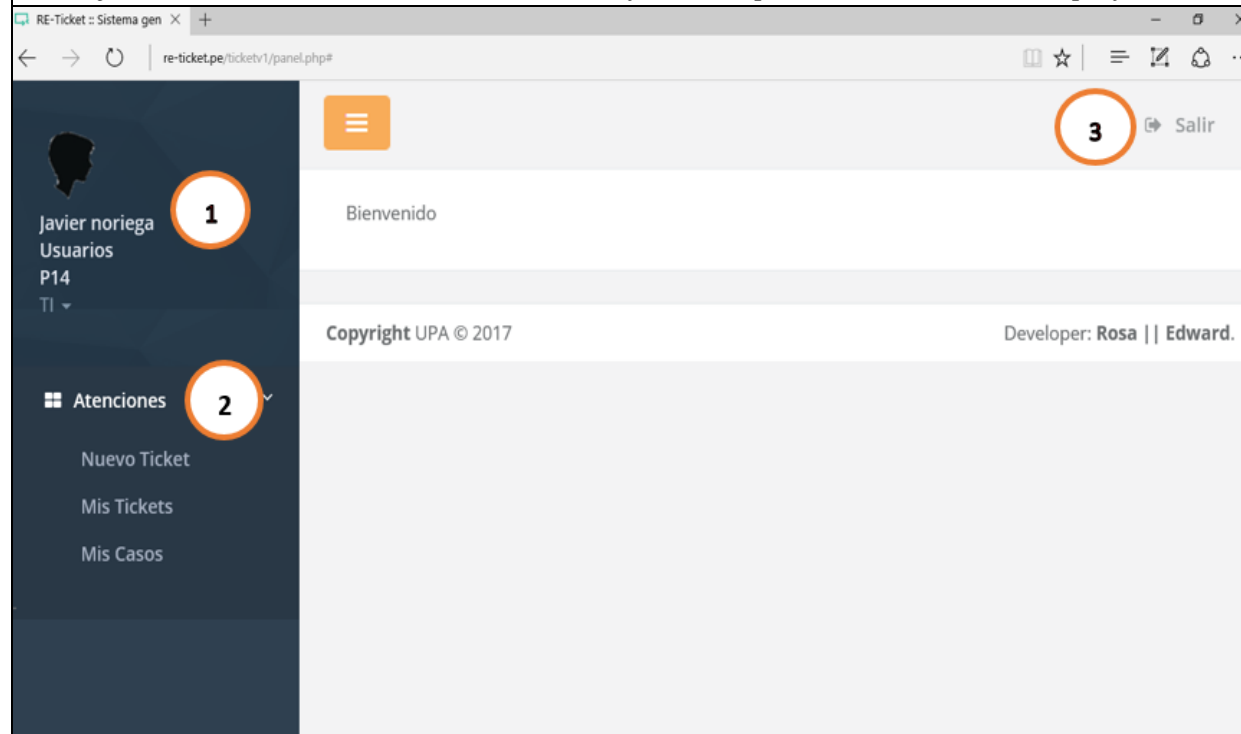 RE-Ticket :: Sistema gen
re-ticket.pe/ticketv1/panel.php#
3
Salir
Javier noriega
1
Usuarios
P14
TI
Bienvenido
Copyright UPA © 2017
Developer: Rosa || Edward.
Atenciones
2
Nuevo Ticket
Mis Tickets
Mis Casos